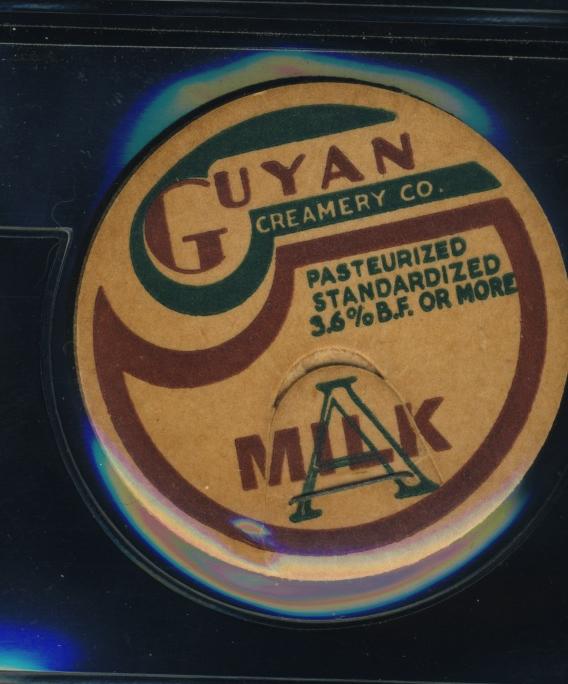 GUYAN
CREAMERY CO.
PASTEURIZED
STANDARDIZED
3.6% B.F. OR MORE
MILK
A